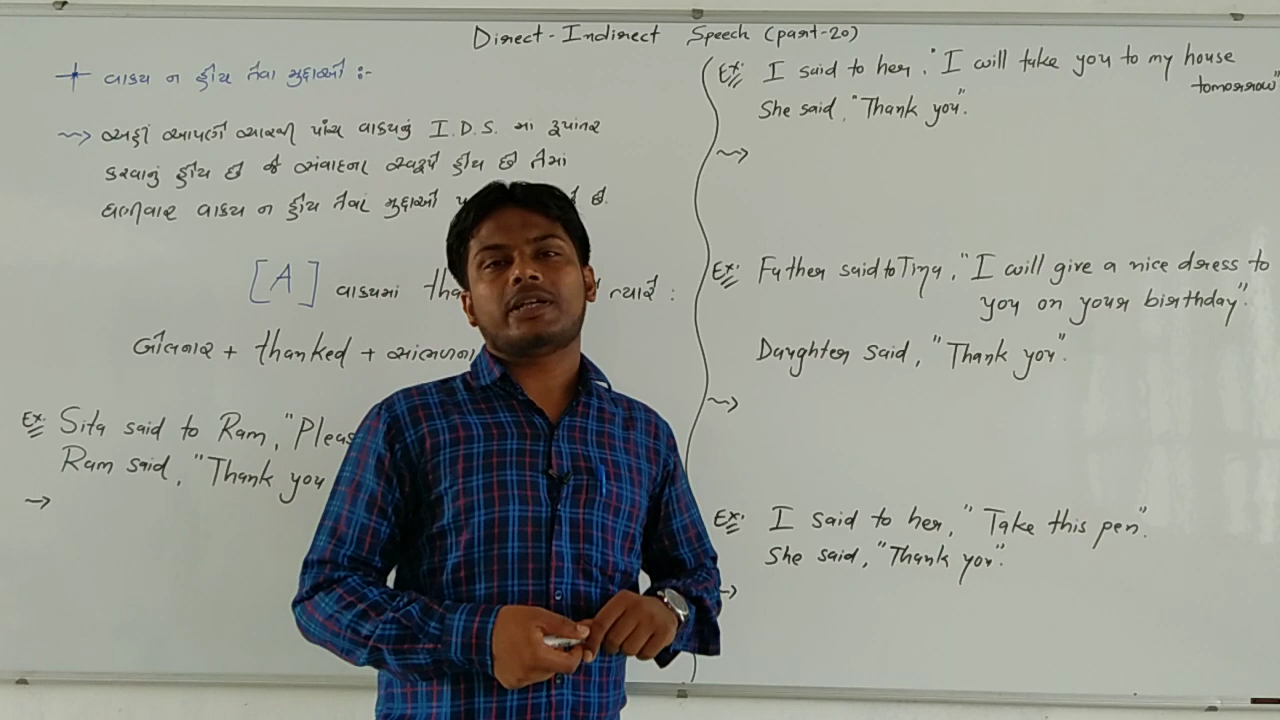 Direct - Indirect Speech (part-20)
વાક્ય ન હોય તેવા મુદ્દાઓ :-
અહીં આપણે ચારથી પાંચ વાક્યનું I.D.S. મા રૂપાંતર
કરવાનું હોય છે જે સંવાદના સ્વરૂપે હોય છે તેમાં
ઘણીવાર વાક્ય ન હોય તેવા મુદ્દાઓ છે.
[A] વાક્યમાં ત્યારે :
બોલનાર + thanked +
Ex: Sita said to Ram, "Pleas
Ram said, "Thank you
Ex: I said to her, "I will take you to my house
tomorrow"
She said, "Thank you".
Ex: Father said to Tina, "I will give a nice dress to
you on your birthday".
Daughter said, "Thank you".
Ex: I said to her, "Take this pen".
She said, "Thank you".